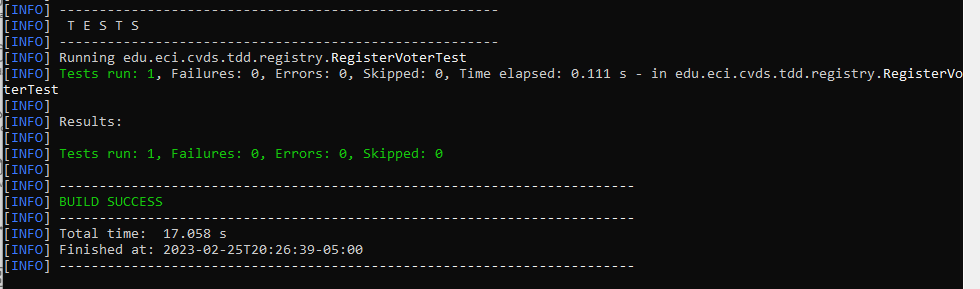 [INFO] -------------------------------------------------------
[INFO]  T E S T S
[INFO] -------------------------------------------------------
[INFO] Running edu.eci.cvds.tdd.registry.RegisterVoterTest
[INFO] Tests run: 1, Failures: 0, Errors: 0, Skipped: 0, Time elapsed: 0.111 s - in edu.eci.cvds.tdd.registry.RegisterVo
terTest
[INFO]
[INFO] Results:
[INFO]
[INFO] Tests run: 1, Failures: 0, Errors: 0, Skipped: 0
[INFO]
[INFO] ------------------------------------------------------------------------
[INFO] BUILD SUCCESS
[INFO] ------------------------------------------------------------------------
[INFO] Total time:  17.058 s
[INFO] Finished at: 2023-02-25T20:26:39-05:00
[INFO] ------------------------------------------------------------------------